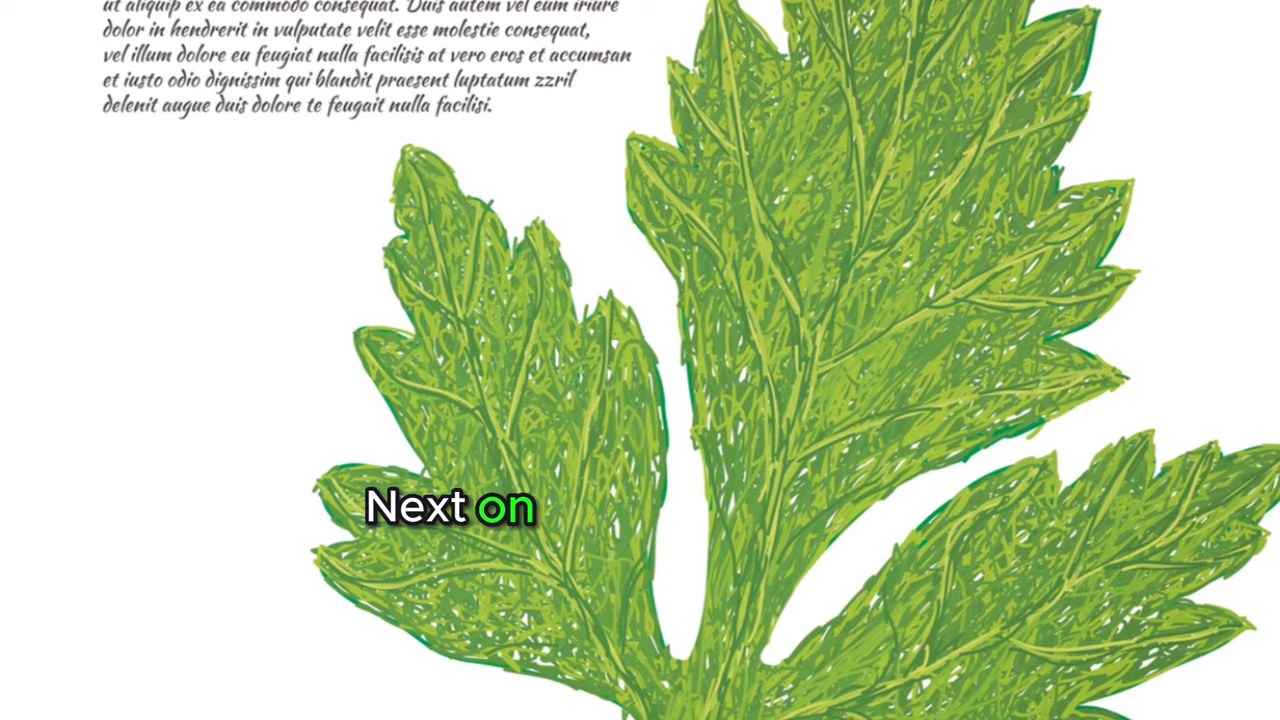 ut aliquip ex ea commodo consequat. Duis autem vel eum iriure
dolor in hendrerit in vulputate velit esse molestie consequat,
vel illum dolore eu feugiat nulla facilisis at vero eros et accumsan
et iusto odio dignissim qui blandit praesent luptatum zzril
delenit augue duis dolore te feugait nulla facilisi.
Next on